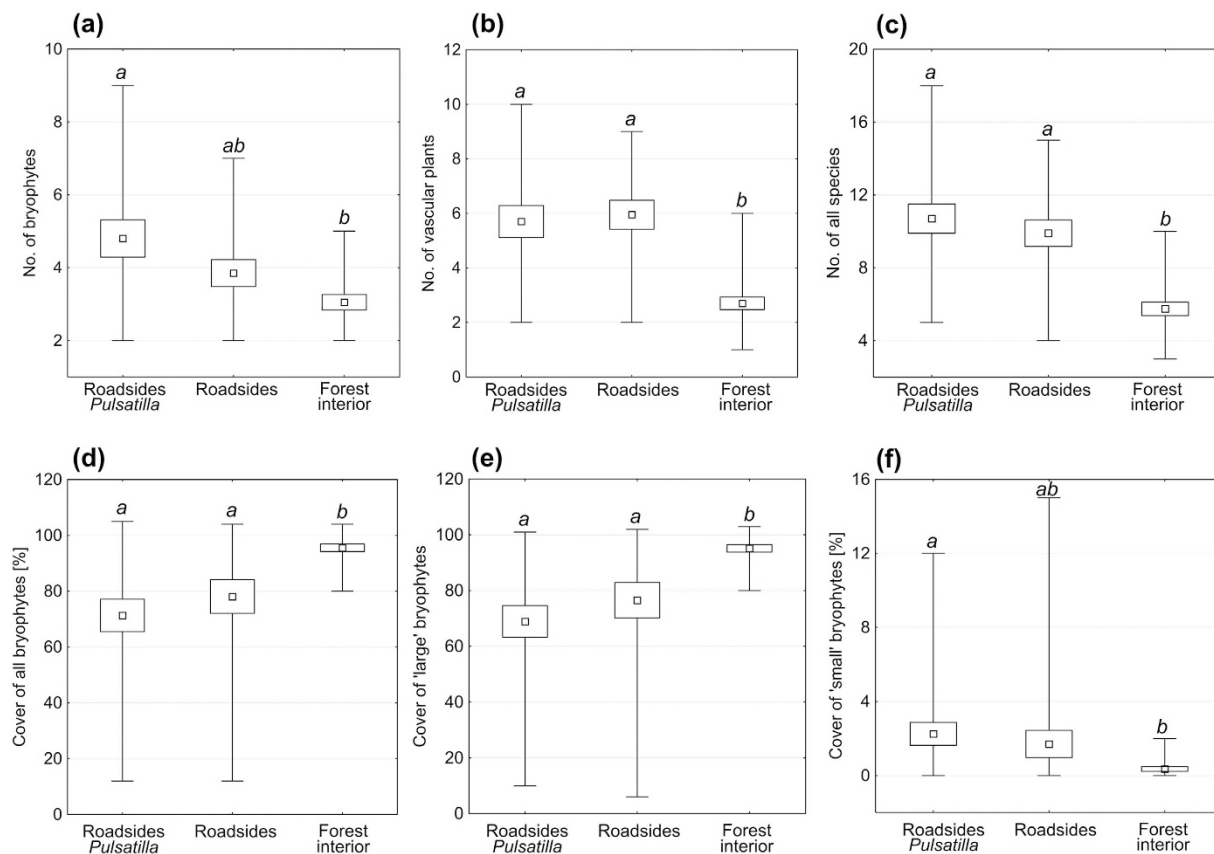 (a)
No. of bryophytes
10
8
6
4
2
a
ab
b
Roadsides
Pulsatilla
Roadsides
Forest
interior
(b)
No. of vascular plants
12
10
8
6
4
2
0
a
a
b
Roadsides
Pulsatilla
Roadsides
Forest
interior
(c)
No. of all species
20
16
12
8
4
a
a
b
Roadsides
Pulsatilla
Roadsides
Forest
interior
(d)
Cover of all bryophytes [%]
120
100
80
60
40
20
0
a
a
b
Roadsides
Pulsatilla
Roadsides
Forest
interior
(e)
Cover of 'large' bryophytes
120
100
80
60
40
20
0
a
a
b
Roadsides
Pulsatilla
Roadsides
Forest
interior
(f)
Cover of 'small' bryophytes [%]
16
12
8
4
0
a
ab
b
Roadsides
Pulsatilla
Roadsides
Forest
interior